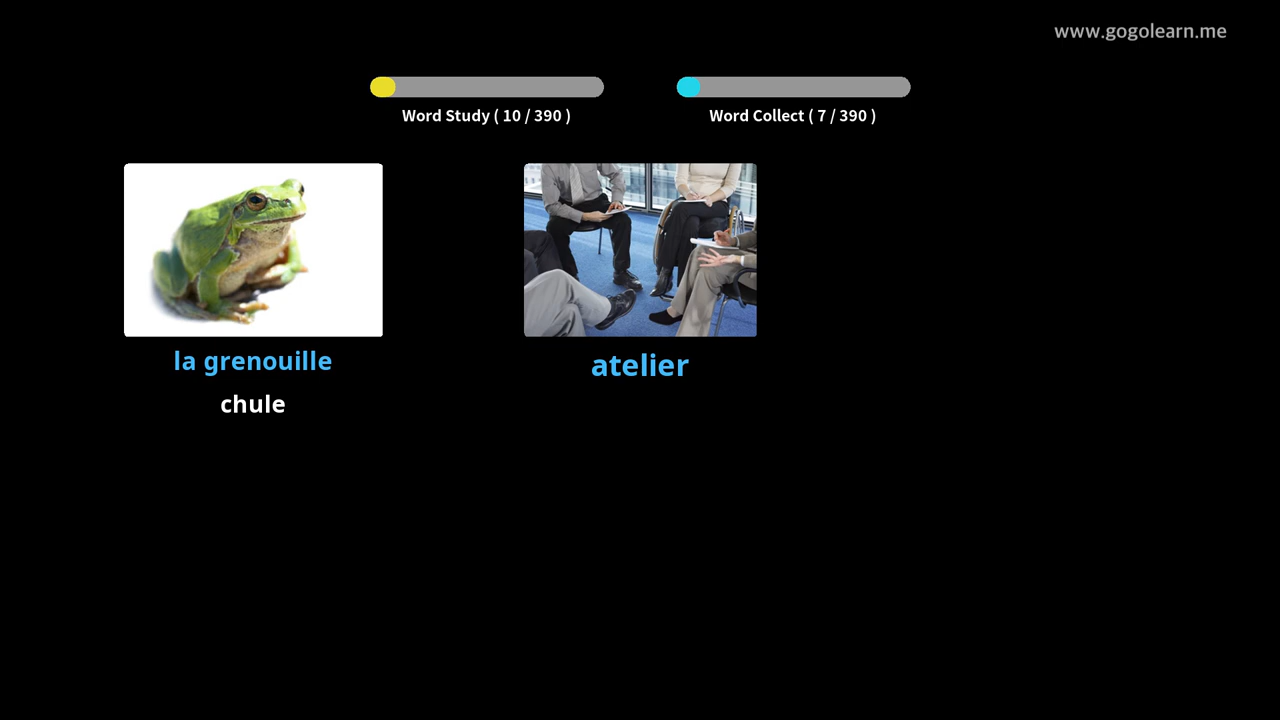 www.gogolearn.me
Word Study ( 10 / 390 )
Word Collect ( 7 / 390 )
la grenouille
chule
atelier